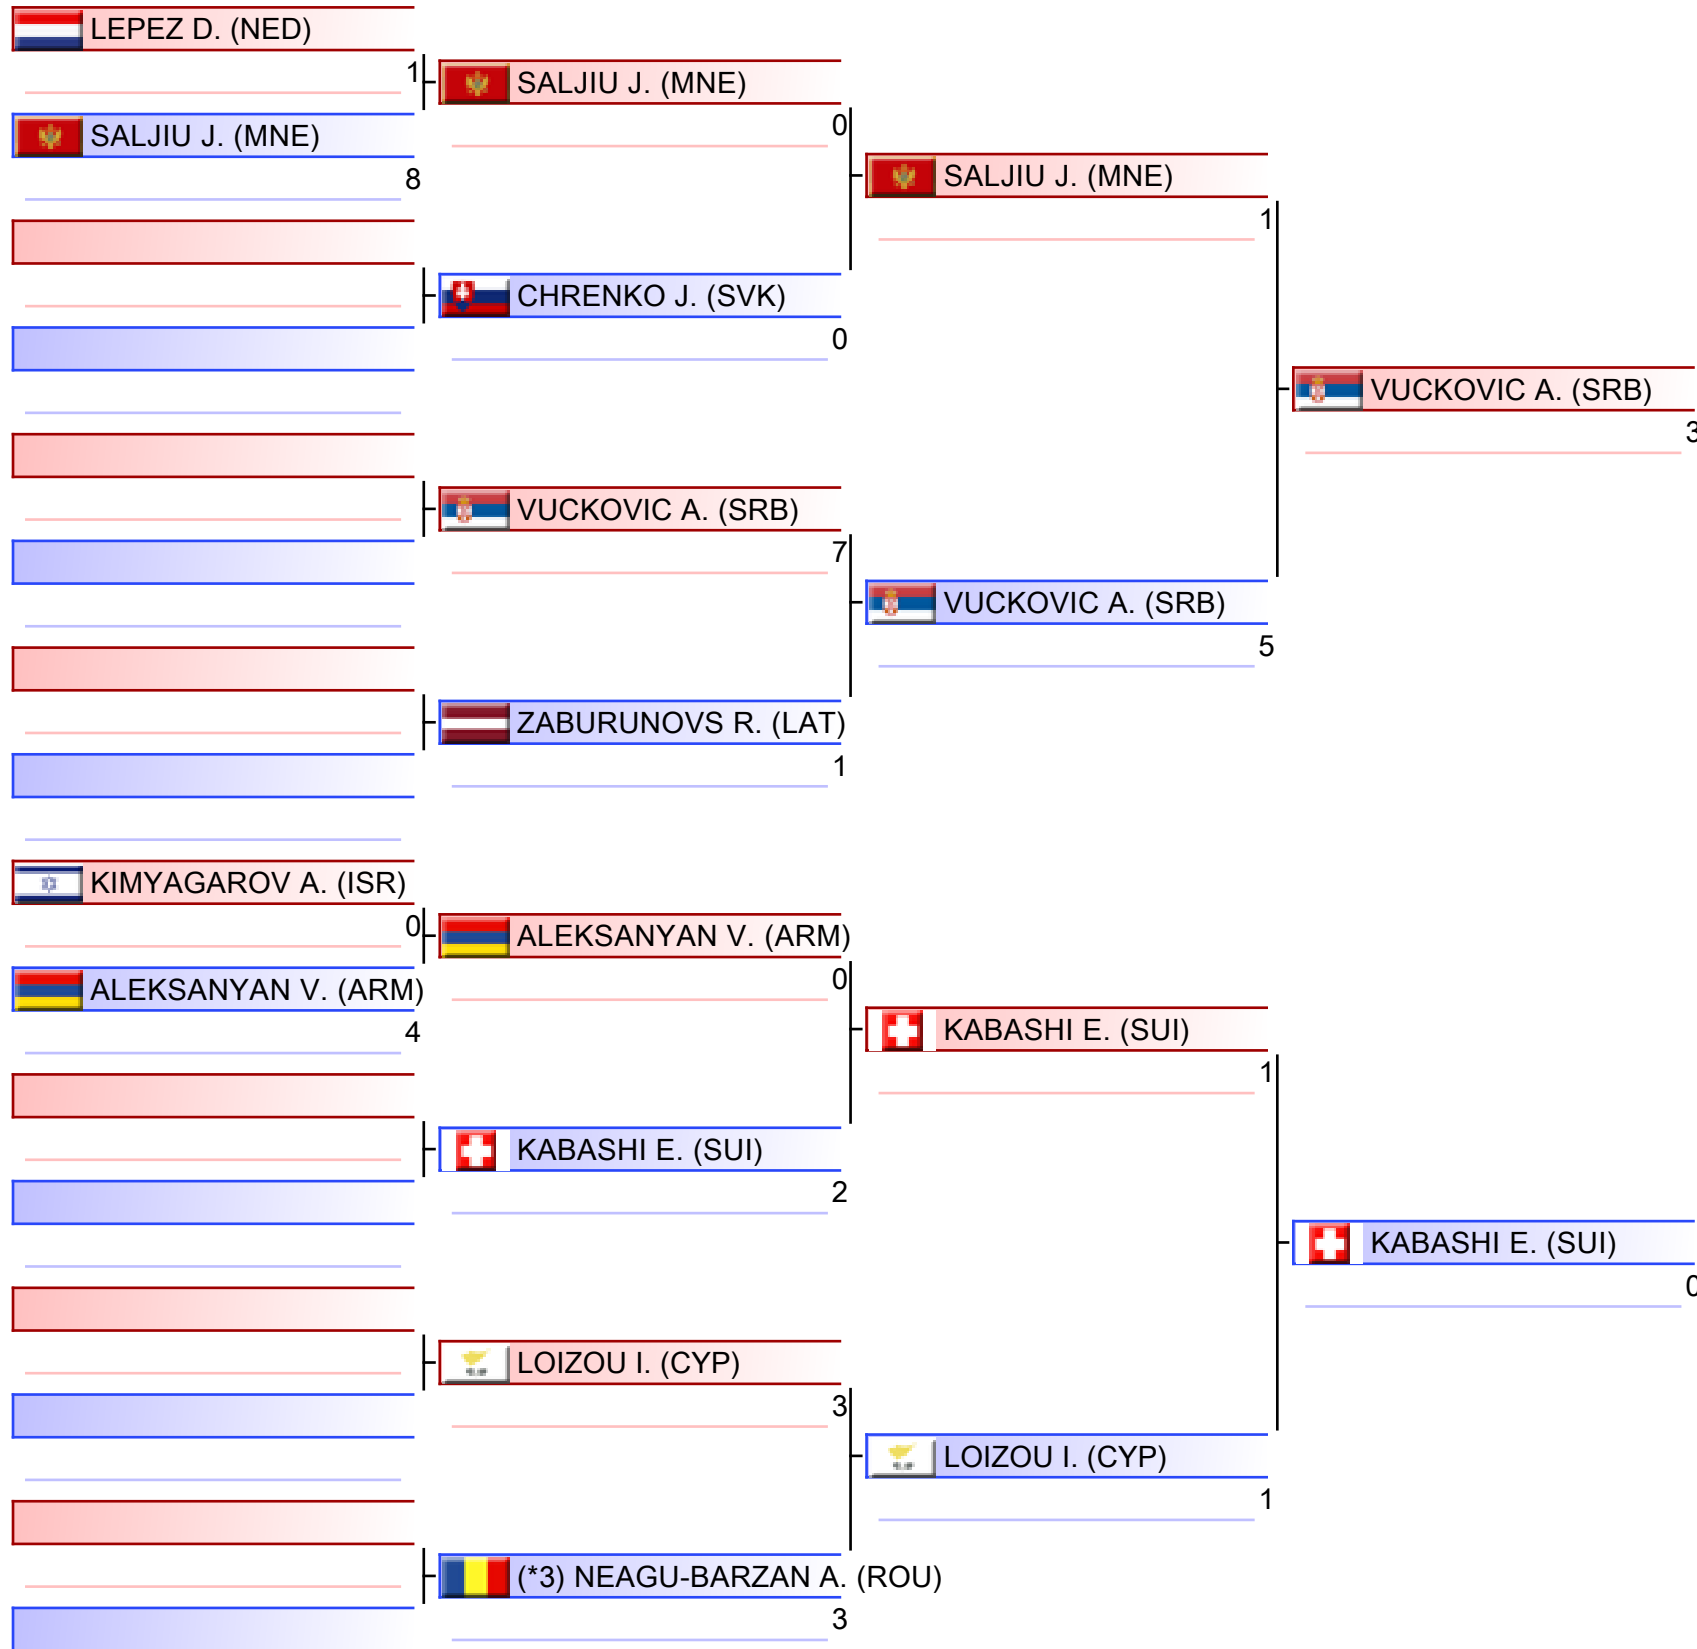 LEPEZ D. (NED)
1
SALJIU J. (MNE)
8
KIMYAGAROV A. (ISR)
0
ALEKSANYAN V. (ARM)
4
SALJIU J. (MNE)
0
CHRENKO J. (SVK)
0
VUCKOVIC A. (SRB)
7
ZABURUNOVS R. (LAT)
1
ALEKSANYAN V. (ARM)
0
KABASHI E. (SUI)
2
LOIZOU I. (CYP)
3
(*3) NEAGU-BARZAN A. (ROU)
3
SALJIU J. (MNE)
1
VUCKOVIC A. (SRB)
5
KABASHI E. (SUI)
1
LOIZOU I. (CYP)
1
VUCKOVIC A. (SRB)
3
KABASHI E. (SUI)
0